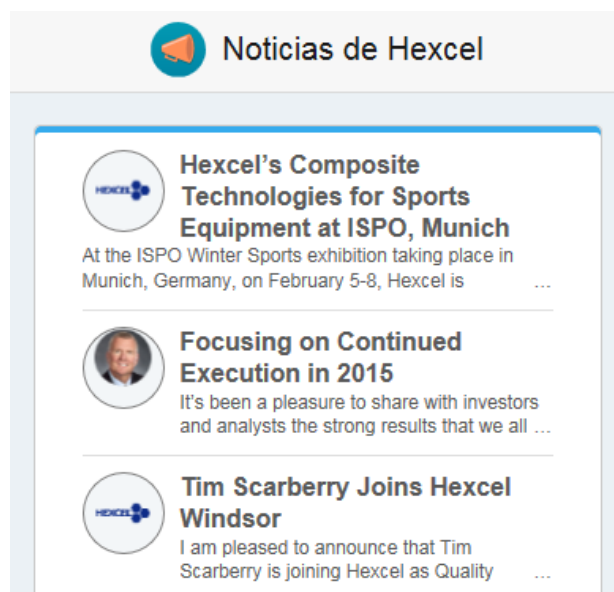 Noticias de Hexcel
HEXCEL
Hexcel's Composite
Technologies for Sports
Equipment at ISPO, Munich
At the ISPO Winter Sports exhibition taking place in
Munich, Germany, on February 5-8, Hexcel is ...
Focusing on Continued
Execution in 2015
It's been a pleasure to share with investors
and analysts the strong results that we all ...
HEXCEL
Tim Scarberry Joins Hexcel
Windsor
I am pleased to announce that Tim
Scarberry is joining Hexcel as Quality ...